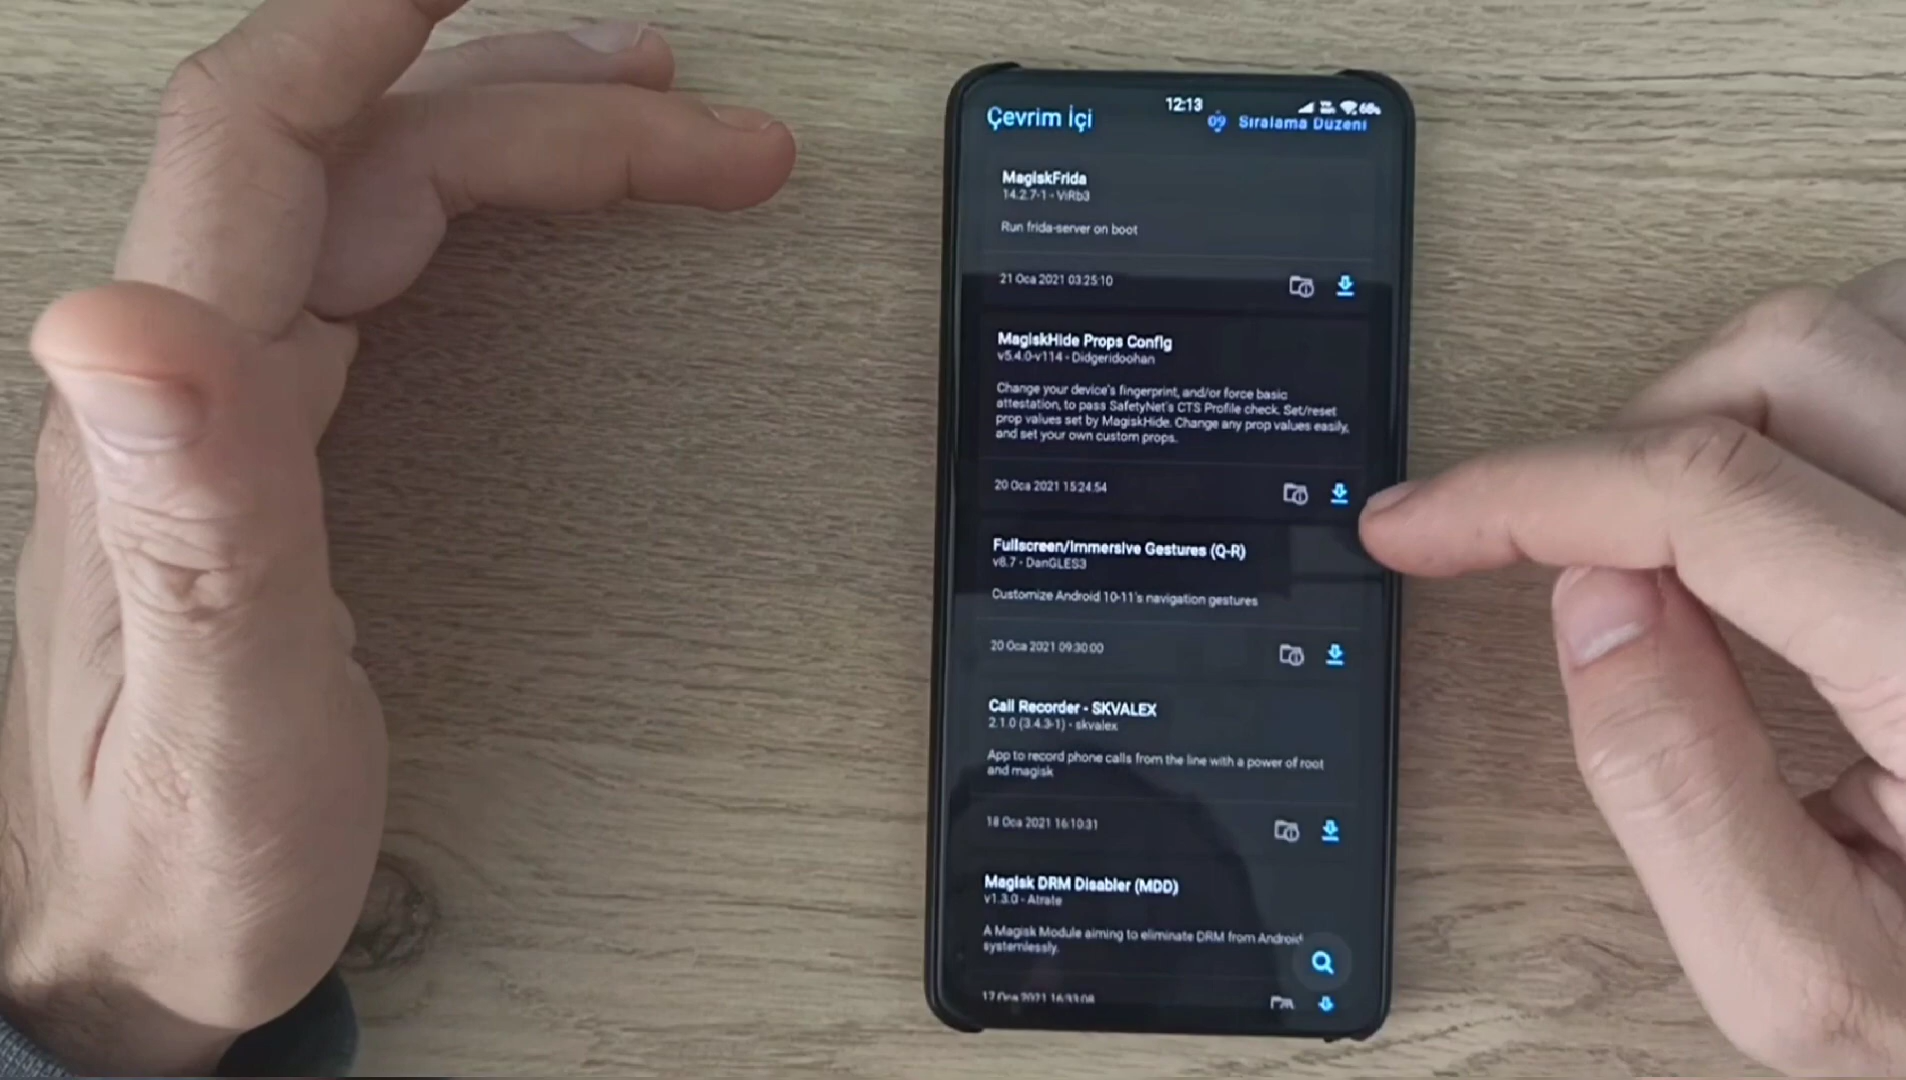 12:13
Çevrim İçi
Sıralama Düzeni
MagiskFrida
14.2.7-1 - ViRb3
Run frida-server on boot
21 Oca 2021 03:25:10
MagiskHide Props Config
v5.4.0-v114 - Didgeridoohan
Change your device's fingerprint, and/or force basic
attestation, to pass SafetyNet's CTS Profile check. Set/reset
prop values set by MagiskHide. Change any prop values easily,
and set your own custom props.
20 Oca 2021 15:24:54
Fullscreen/Immersive Gestures (Q-R)
v8.7 - DanGLES3
Customize Android 10-11's navigation gestures
20 Oca 2021 09:30:00
Call Recorder - SKVALEX
2.1.0 (3.4.3-1) - skvalex
App to record phone calls from the line with a power of root
and magisk
18 Oca 2021 16:10:31
Magisk DRM Disabler (MDD)
v1.3.0 - Atrate
A Magisk Module aiming to eliminate DRM from Android
systemlessly.
17 Oca 2021 16:33:08